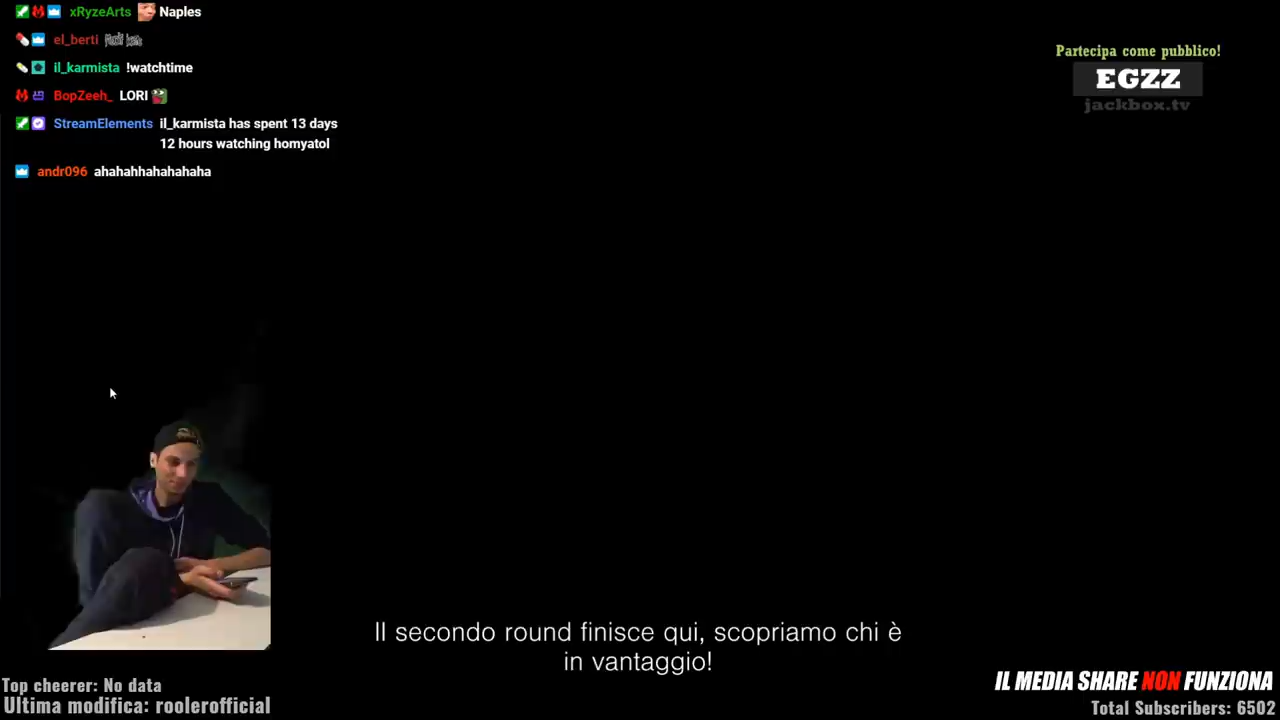 xRyzeArts Naples
el_berti
il_karmista !watchtime
BopZeeh_ LORI
StreamElements il_karmista has spent 13 days
12 hours watching homyatol
andr096 ahahahhahahahaha
Partecipa come pubblico!
EGZZ
jackbox.tv
Il secondo round finisce qui, scopriamo chi è
in vantaggio!
Top cheerer: No data
Ultima modifica: roolerofficial
IL MEDIA SHARE NON FUNZIONA
Total Subscribers: 6502